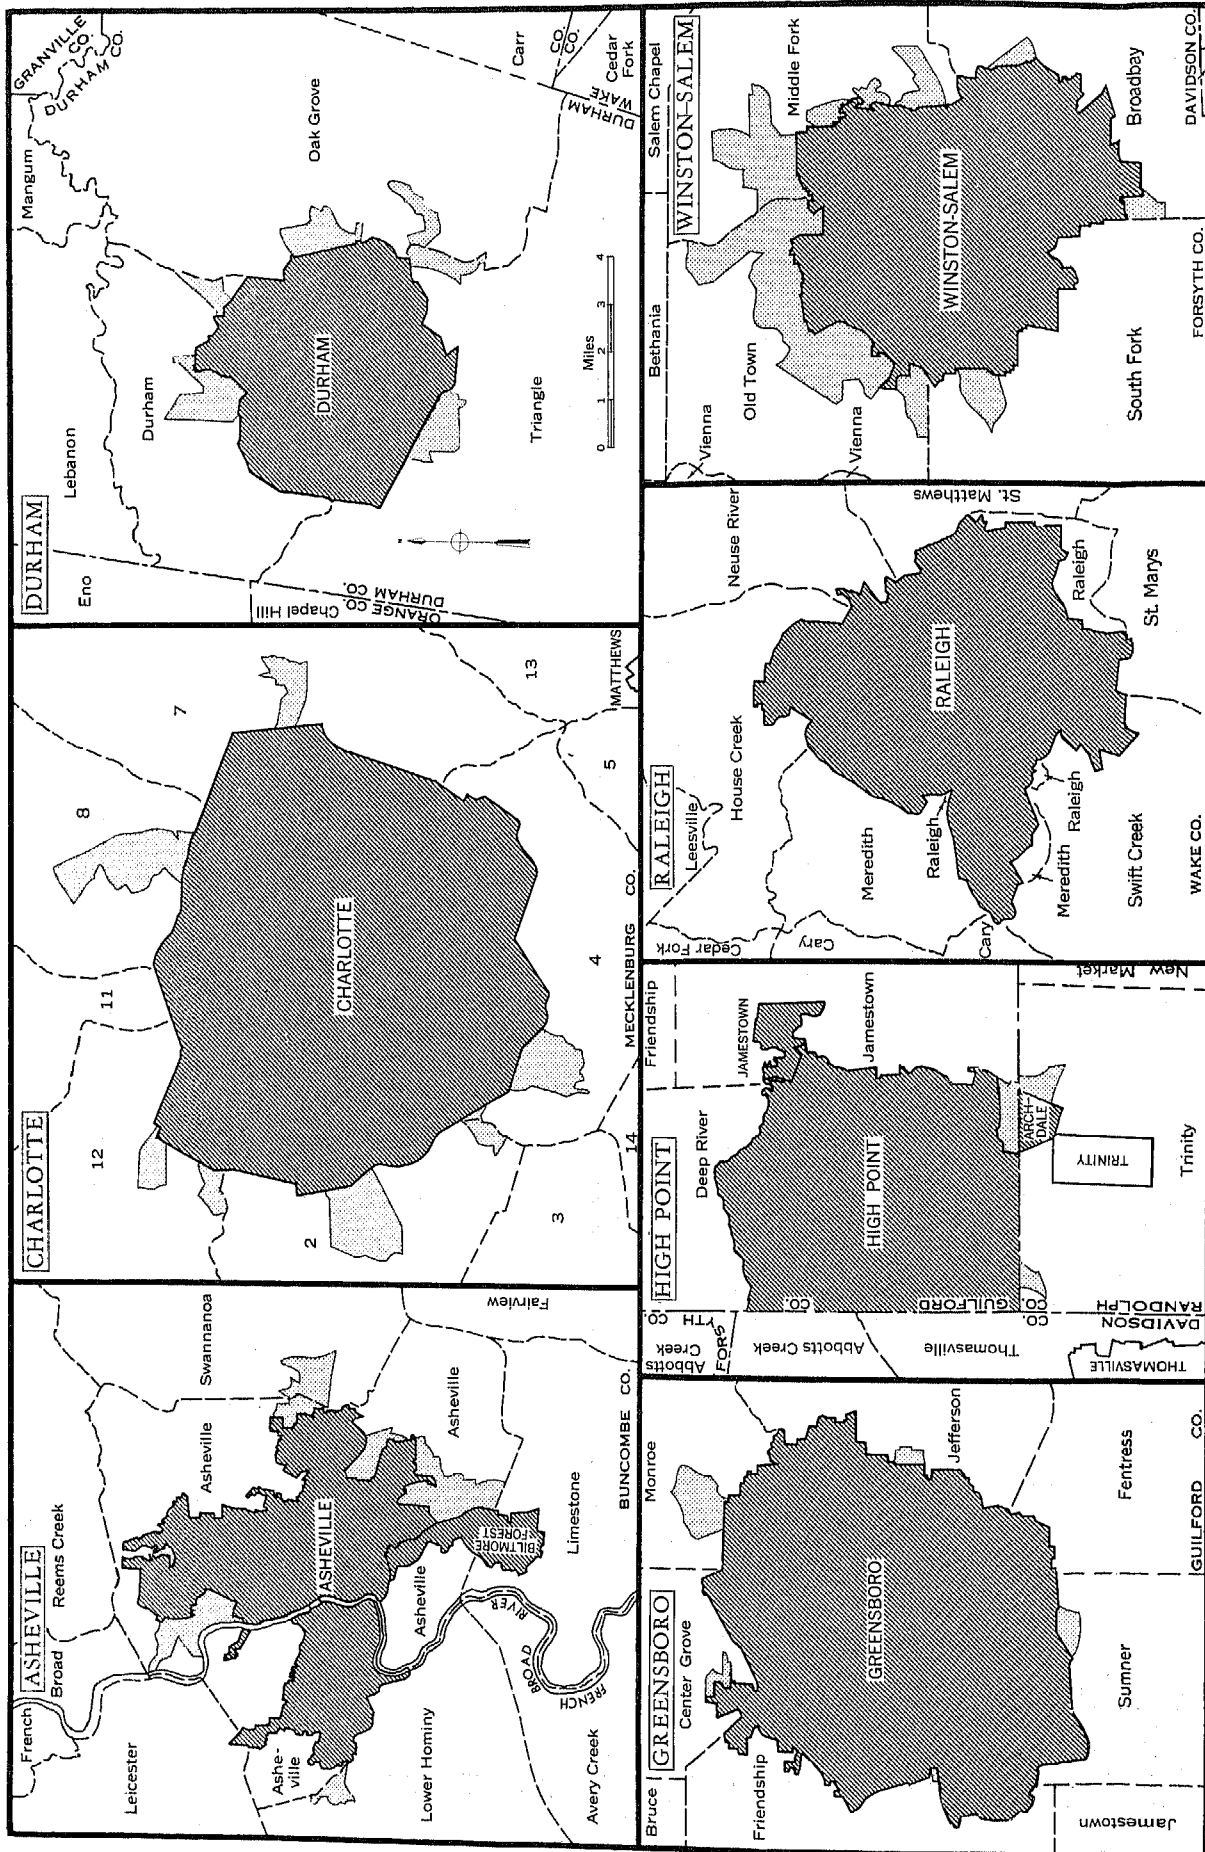 ASHEVILLE
French
Broad
Reems Creek
Swannanoa
Leicester
Asheville
Ashe-
ville
ASHEVILLE
Asheville
Asheville
BILTMORE
FOREST
Lower Hominy
Avery Creek
FRENCH
BROAD
RIVER
Limestone
Fairview
BUNCOMBE CO.
CHARLOTTE
12
11
8
7
2
CHARLOTTE
3
14
4
5
13
MECKLENBURG CO.
MATTHEWS
DURHAM
Eno
Lebanon
Mangum
GRANVILLE
CO.
DURHAM CO.
Durham
Oak Grove
Carr
DURHAM
Chapel Hill
ORANGE CO.
DURHAM CO.
Triangle
0 1 2 3 4
Miles
DURHAM CO.
WAKE CO.
Cedar
Fork
GREENSBORO
Bruce
Center Grove
Monroe
Friendship
GREENSBORO
Jefferson
Jamestown
Sumner
Fentress
GUILFORD CO.
HIGH POINT
Abbotts
Creek
FORSYTH CO.
Deep River
Friendship
JAMESTOWN
Abbotts Creek
HIGH POINT
Jamestown
Thomasville
GUILFORD CO.
ARCH-
DALE
TRINITY
THOMASVILLE
DAVIDSON CO.
RANDOLPH
Trinity
New Market
RALEIGH
Leesville
House Creek
Neuse River
Cedar Fork
Cary
Meredith
Raleigh
RALEIGH
Cary
Meredith
Raleigh
Raleigh
St. Matthews
Swift Creek
St. Marys
WAKE CO.
WINSTON-SALEM
Vienna
Bethania
Salem Chapel
Old Town
Middle Fork
Vienna
WINSTON-SALEM
South Fork
Broadbay
FORSYTH CO.
DAVIDSON CO.